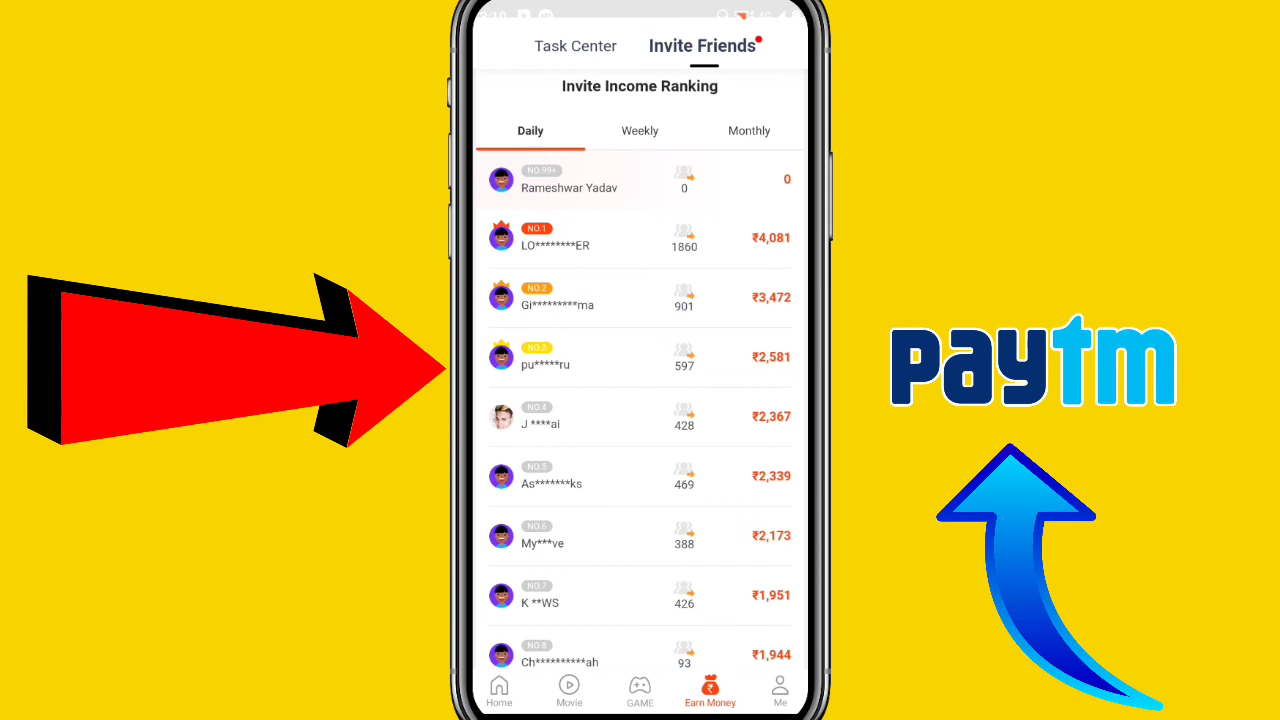 Task Center Invite Friends
Invite Income Ranking
Daily Weekly Monthly
NO.99+
Rameshwar Yadav 0 0
NO.1
LO********ER 1860 ₹4,081
NO.2
Gi*********ma 901 ₹3,472
NO.3
pu*****ru 597 ₹2,581
NO.4
J ****ai 428 ₹2,367
NO.5
As*******ks 469 ₹2,339
NO.6
My***ve 388 ₹2,173
NO.7
K **WS 426 ₹1,951
NO.8
Ch**********ah 93 ₹1,944
Home Movie GAME Earn Money Me
paytm